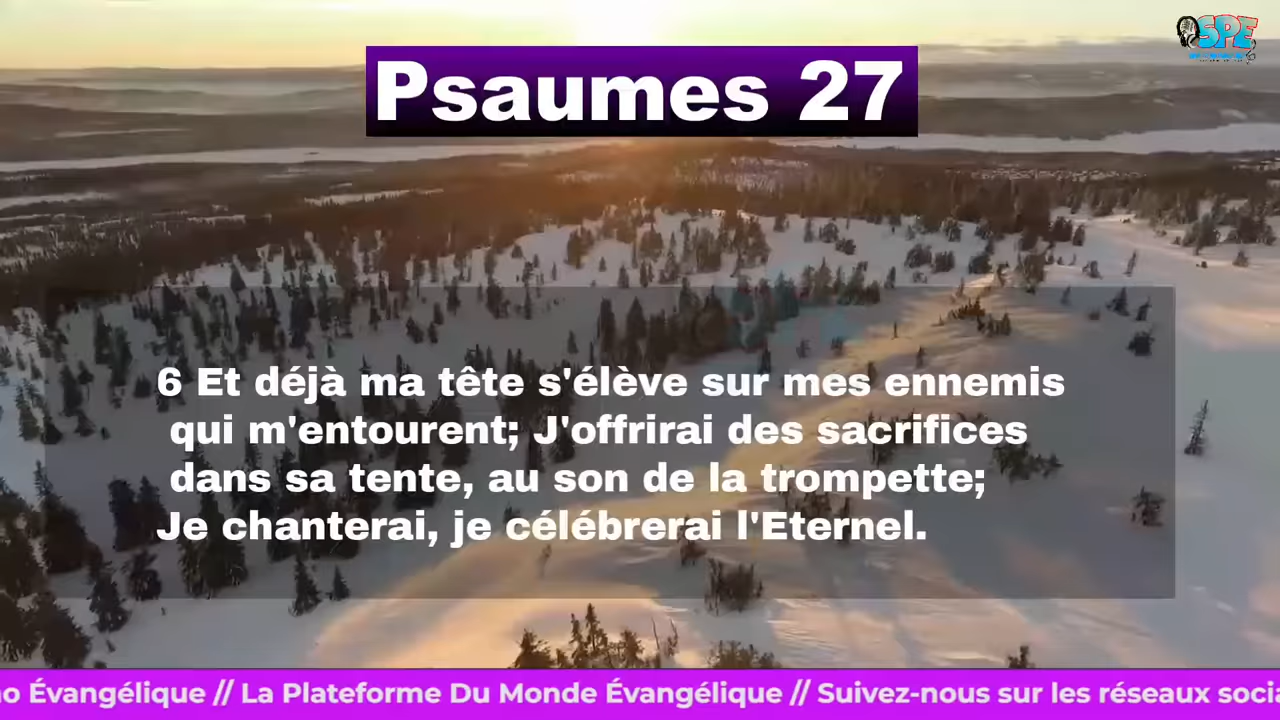 SPE
Psaumes 27
6 Et déjà ma tête s'élève sur mes ennemis
qui m'entourent; J'offrirai des sacrifices
dans sa tente, au son de la trompette;
Je chanterai, je célébrerai l'Eternel.
Évangélique // La Plateforme Du Monde Évangélique // Suivez-nous sur les réseaux